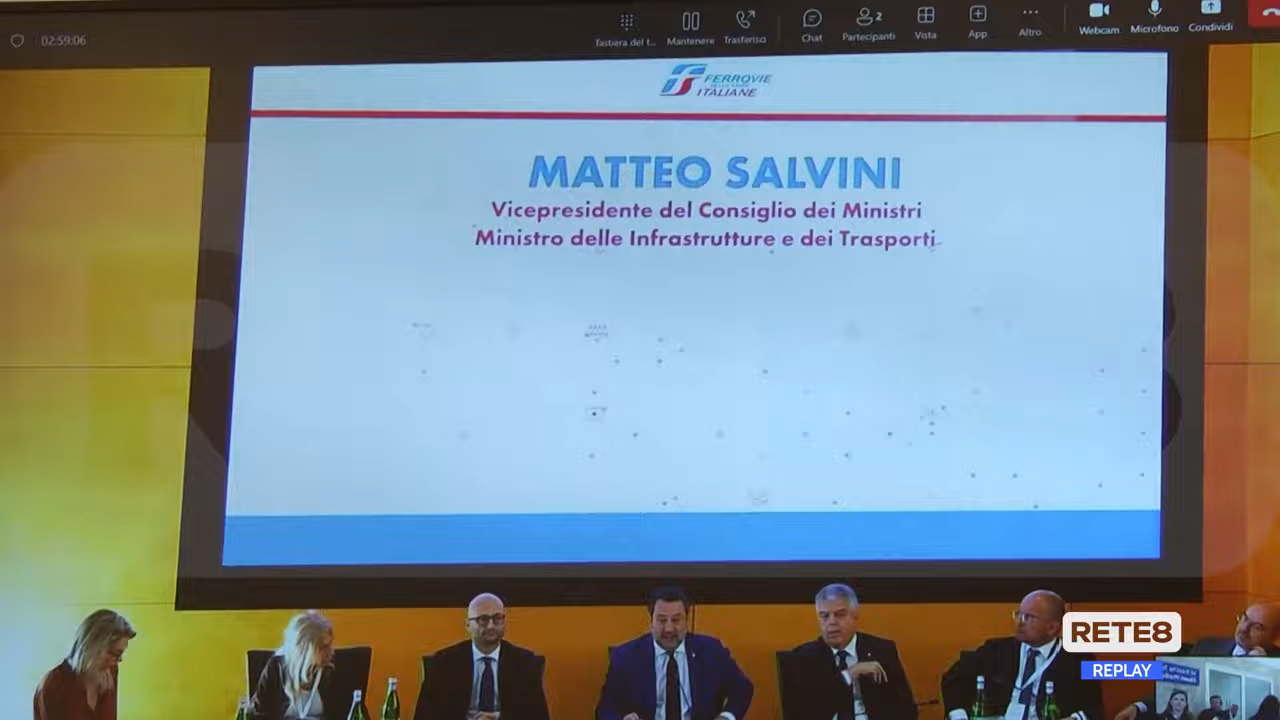 02:59:06
Tastiera del t...
Mantenere
Trasferisci
Chat
2
Partecipanti
Vista
App
Altro
Webcam
Microfono
Condividi
FERROVIE
ITALIANE
MATTEO SALVINI
Vicepresidente del Consiglio dei Ministri
Ministro delle Infrastrutture e dei Trasporti
RETE8
REPLAY